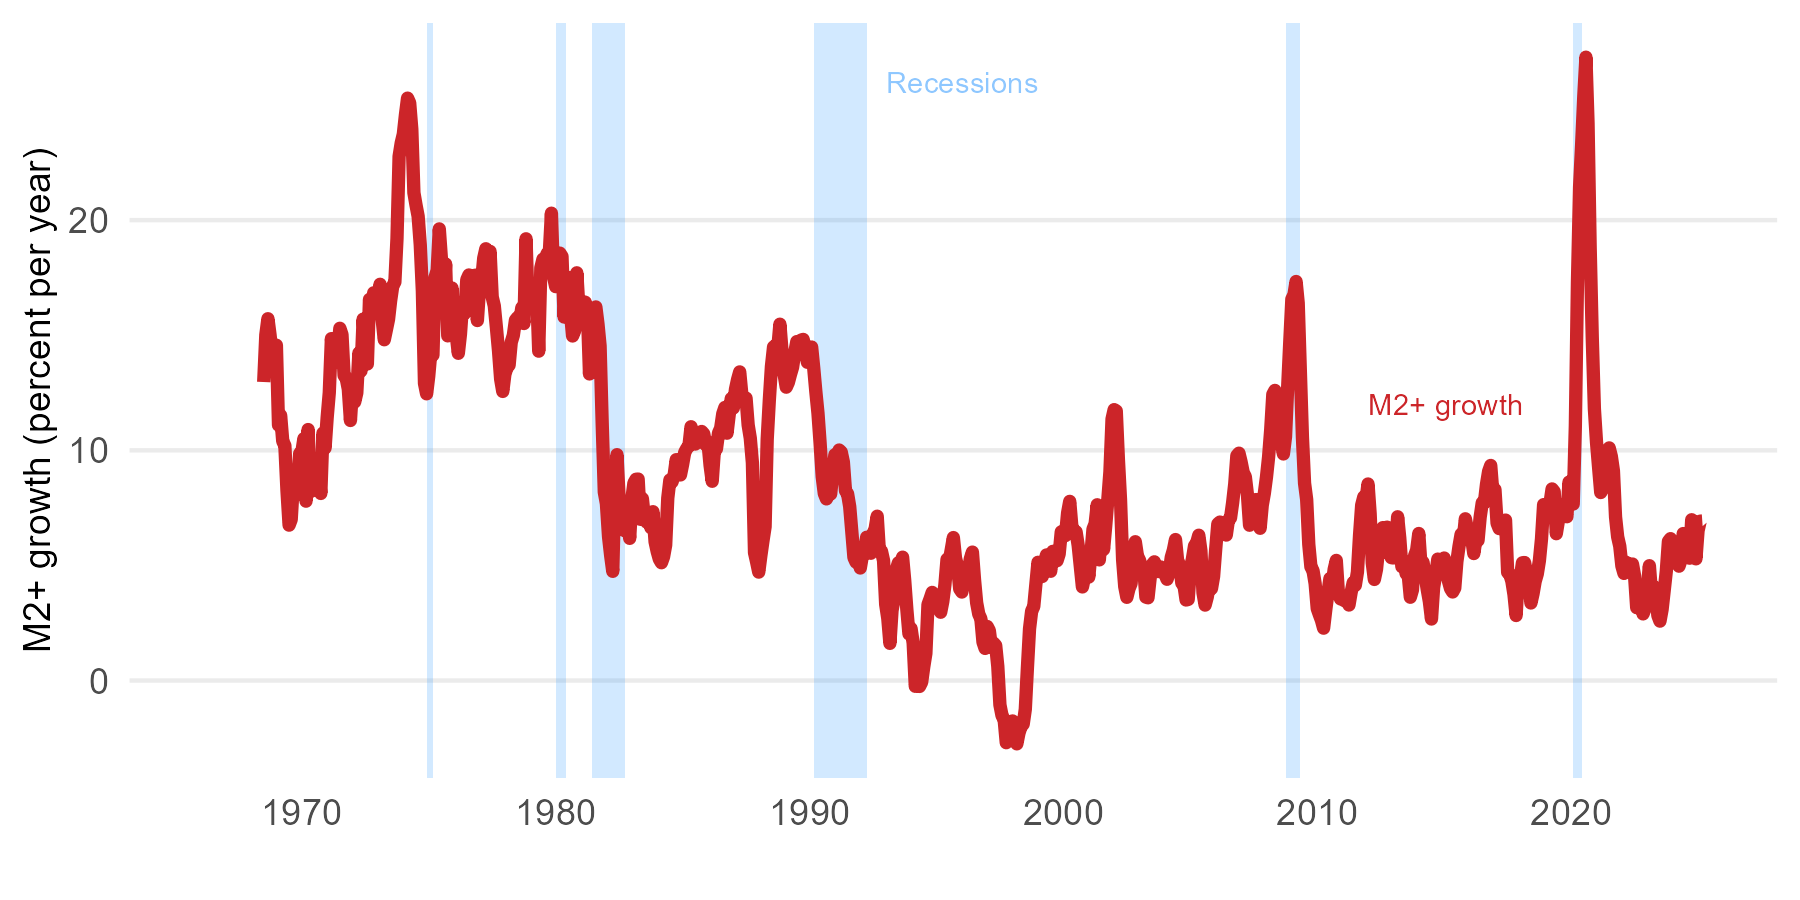 M2+ growth (percent per year)
20
10
0
Recessions
M2+ growth
1970 1980 1990 2000 2010 2020